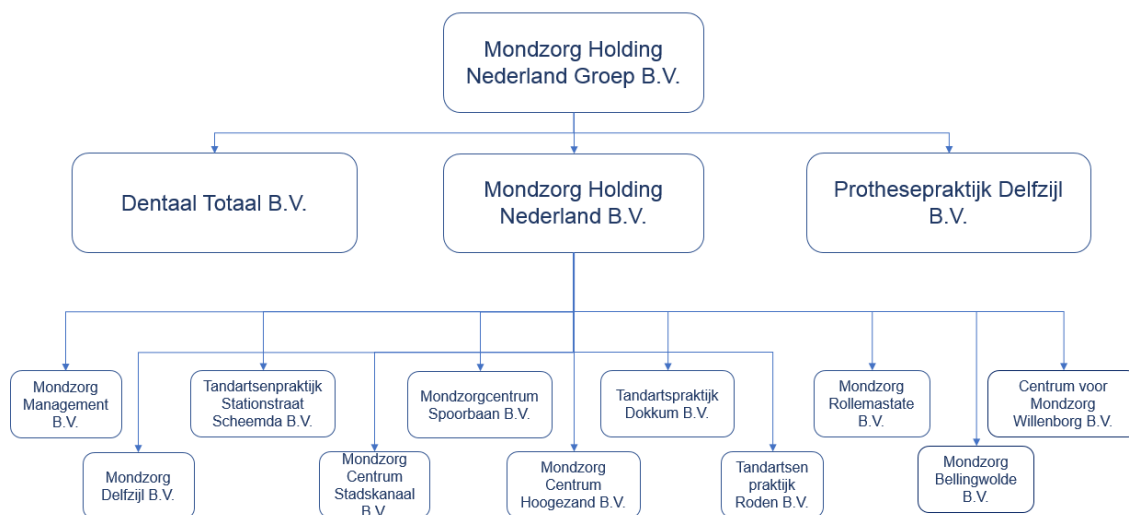 Mondzorg Holding
Nederland Groep B.V.
Dentaal Totaal B.V.
Mondzorg Holding
Nederland B.V.
Prothesepraktijk Delfzijl
B.V.
Mondzorg
Management
B.V.
Tandartsenpraktijk
Stationstraat
Scheemda B.V.
Mondzorgcentrum
Spoorbaan B.V.
Tandartspraktijk
Dokkum B.V.
Mondzorg
Rollemastate
B.V.
Centrum voor
Mondzorg
Willenborg B.V.
Mondzorg
Delfzijl B.V.
Mondzorg
Centrum
Stadskanaal
B.V.
Mondzorg
Centrum
Hoogezand B.V.
Tandartsen
praktijk
Roden B.V.
Mondzorg
Bellingwolde
B.V.